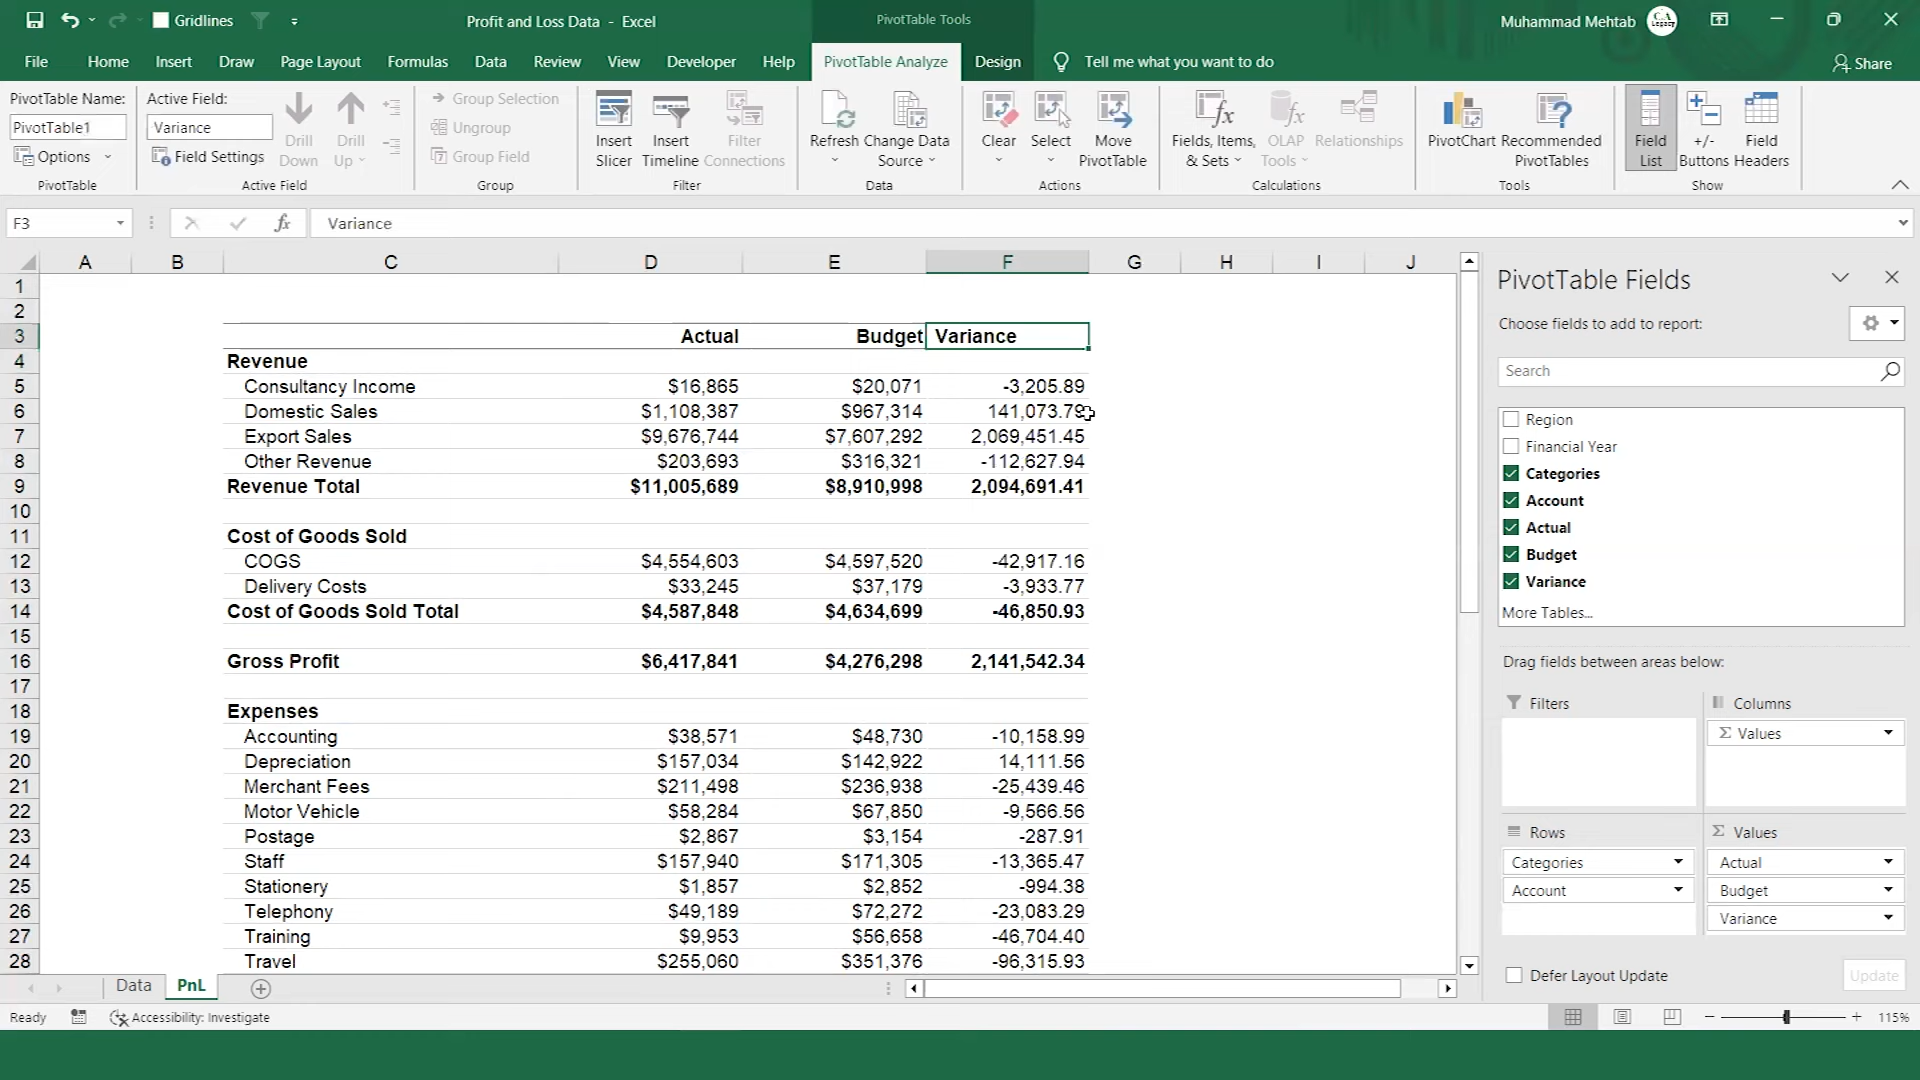 Gridlines
Profit and Loss Data - Excel
PivotTable Tools
Muhammad Mehtab
File Home Insert Draw Page Layout Formulas Data Review View Developer Help PivotTable Analyze Design Tell me what you want to do Share
PivotTable Name:
PivotTable1
Options
PivotTable
Active Field:
Variance
Field Settings
Drill Down
Drill Up
Active Field
Group Selection
Ungroup
Group Field
Group
Insert Slicer
Insert Timeline
Filter Connections
Filter
Refresh
Change Data Source
Data
Clear
Select
Move PivotTable
Actions
Fields, Items, & Sets
OLAP Tools
Relationships
Calculations
PivotChart
Recommended PivotTables
Tools
Field List
+/- Buttons
Field Headers
Show
F3 fx Variance
A B C D E F G H I J
1
2
3 Actual Budget Variance
4 Revenue
5 Consultancy Income $16,865 $20,071 -3,205.89
6 Domestic Sales $1,108,387 $967,314 141,073.79
7 Export Sales $9,676,744 $7,607,292 2,069,451.45
8 Other Revenue $203,693 $316,321 -112,627.94
9 Revenue Total $11,005,689 $8,910,998 2,094,691.41
10
11 Cost of Goods Sold
12 COGS $4,554,603 $4,597,520 -42,917.16
13 Delivery Costs $33,245 $37,179 -3,933.77
14 Cost of Goods Sold Total $4,587,848 $4,634,699 -46,850.93
15
16 Gross Profit $6,417,841 $4,276,298 2,141,542.34
17
18 Expenses
19 Accounting $38,571 $48,730 -10,158.99
20 Depreciation $157,034 $142,922 14,111.56
21 Merchant Fees $211,498 $236,938 -25,439.46
22 Motor Vehicle $58,284 $67,850 -9,566.56
23 Postage $2,867 $3,154 -287.91
24 Staff $157,940 $171,305 -13,365.47
25 Stationery $1,857 $2,852 -994.38
26 Telephony $49,189 $72,272 -23,083.29
27 Training $9,953 $56,658 -46,704.40
28 Travel $255,060 $351,376 -96,315.93
PivotTable Fields
Choose fields to add to report:
Search
Region
Financial Year
Categories
Account
Actual
Budget
Variance
More Tables...
Drag fields between areas below:
Filters
Columns
Σ Values
Rows
Categories
Account
Σ Values
Actual
Budget
Variance
Defer Layout Update
Update
Data PnL
Ready
Accessibility: Investigate
115%